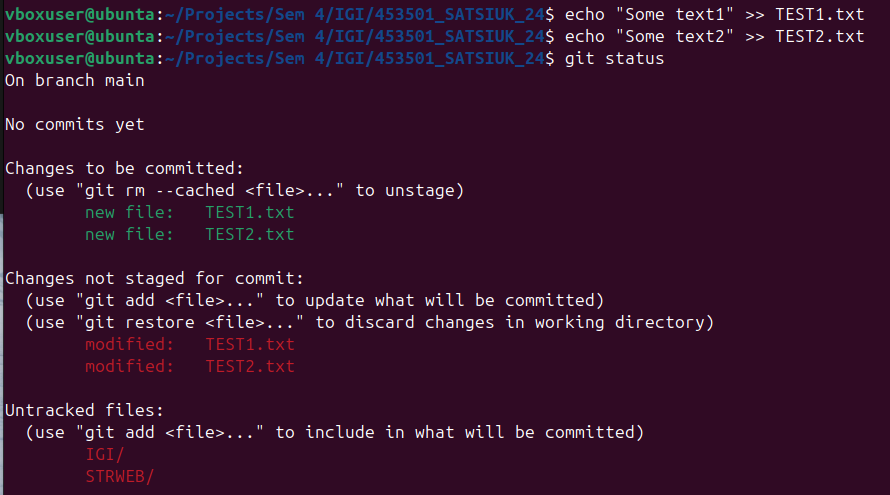 vboxuser@ubuntu:~/Projects/Sem 4/IGI/453501_SATSIUK_24$ echo "Some text1" >> TEST1.txt
vboxuser@ubuntu:~/Projects/Sem 4/IGI/453501_SATSIUK_24$ echo "Some text2" >> TEST2.txt
vboxuser@ubuntu:~/Projects/Sem 4/IGI/453501_SATSIUK_24$ git status
On branch main

No commits yet

Changes to be committed:
  (use "git rm --cached <file>..." to unstage)
        new file:   TEST1.txt
        new file:   TEST2.txt

Changes not staged for commit:
  (use "git add <file>..." to update what will be committed)
  (use "git restore <file>..." to discard changes in working directory)
        modified:   TEST1.txt
        modified:   TEST2.txt

Untracked files:
  (use "git add <file>..." to include in what will be committed)
        IGI/
        STRWEB/